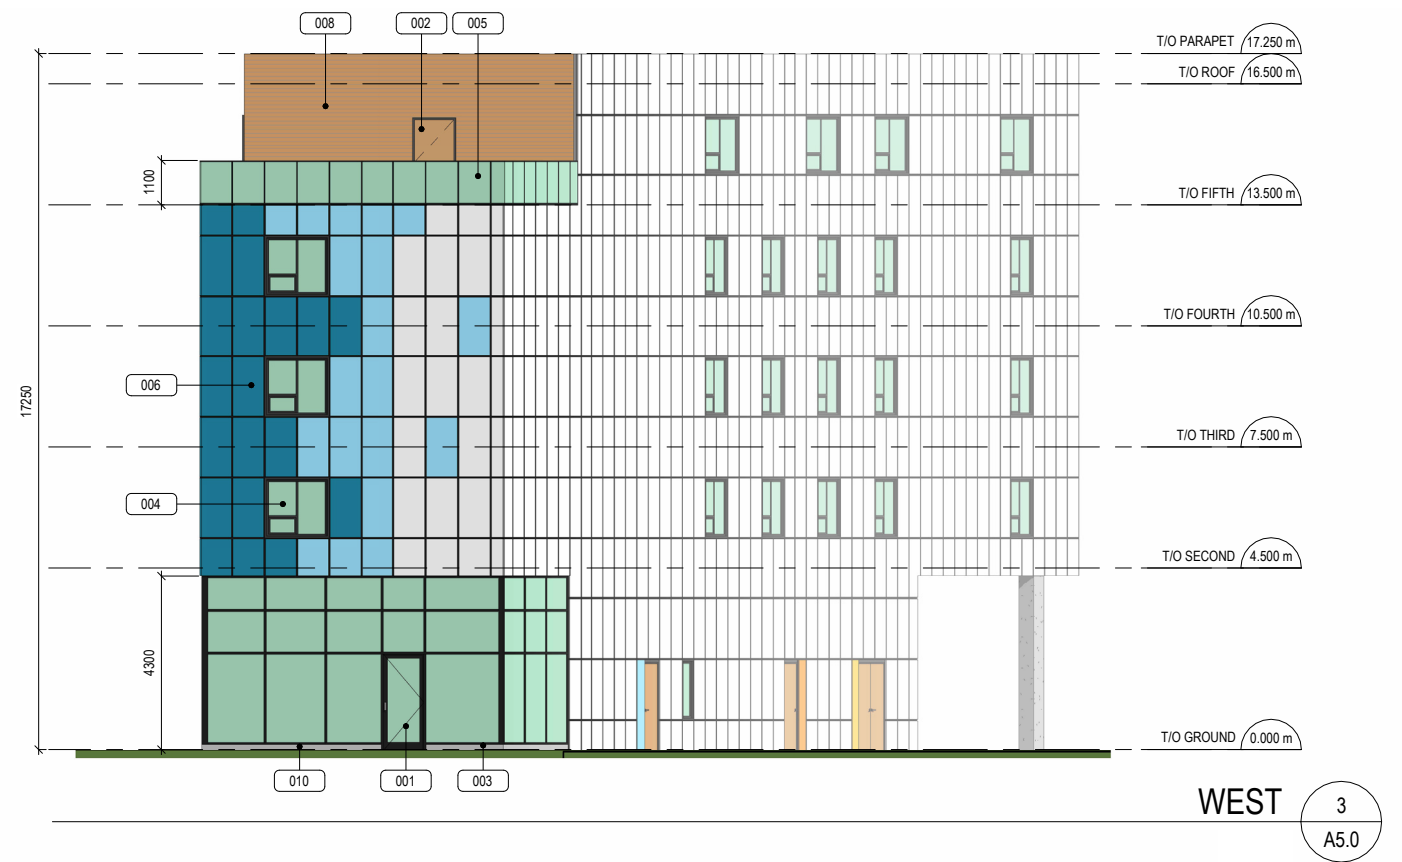 008
002
005
T/O PARAPET 17.250 m
T/O ROOF 16.500 m
1100
T/O FIFTH 13.500 m
T/O FOURTH 10.500 m
006
17250
T/O THIRD 7.500 m
004
T/O SECOND 4.500 m
4300
T/O GROUND 0.000 m
010
001
003
WEST 3
A5.0